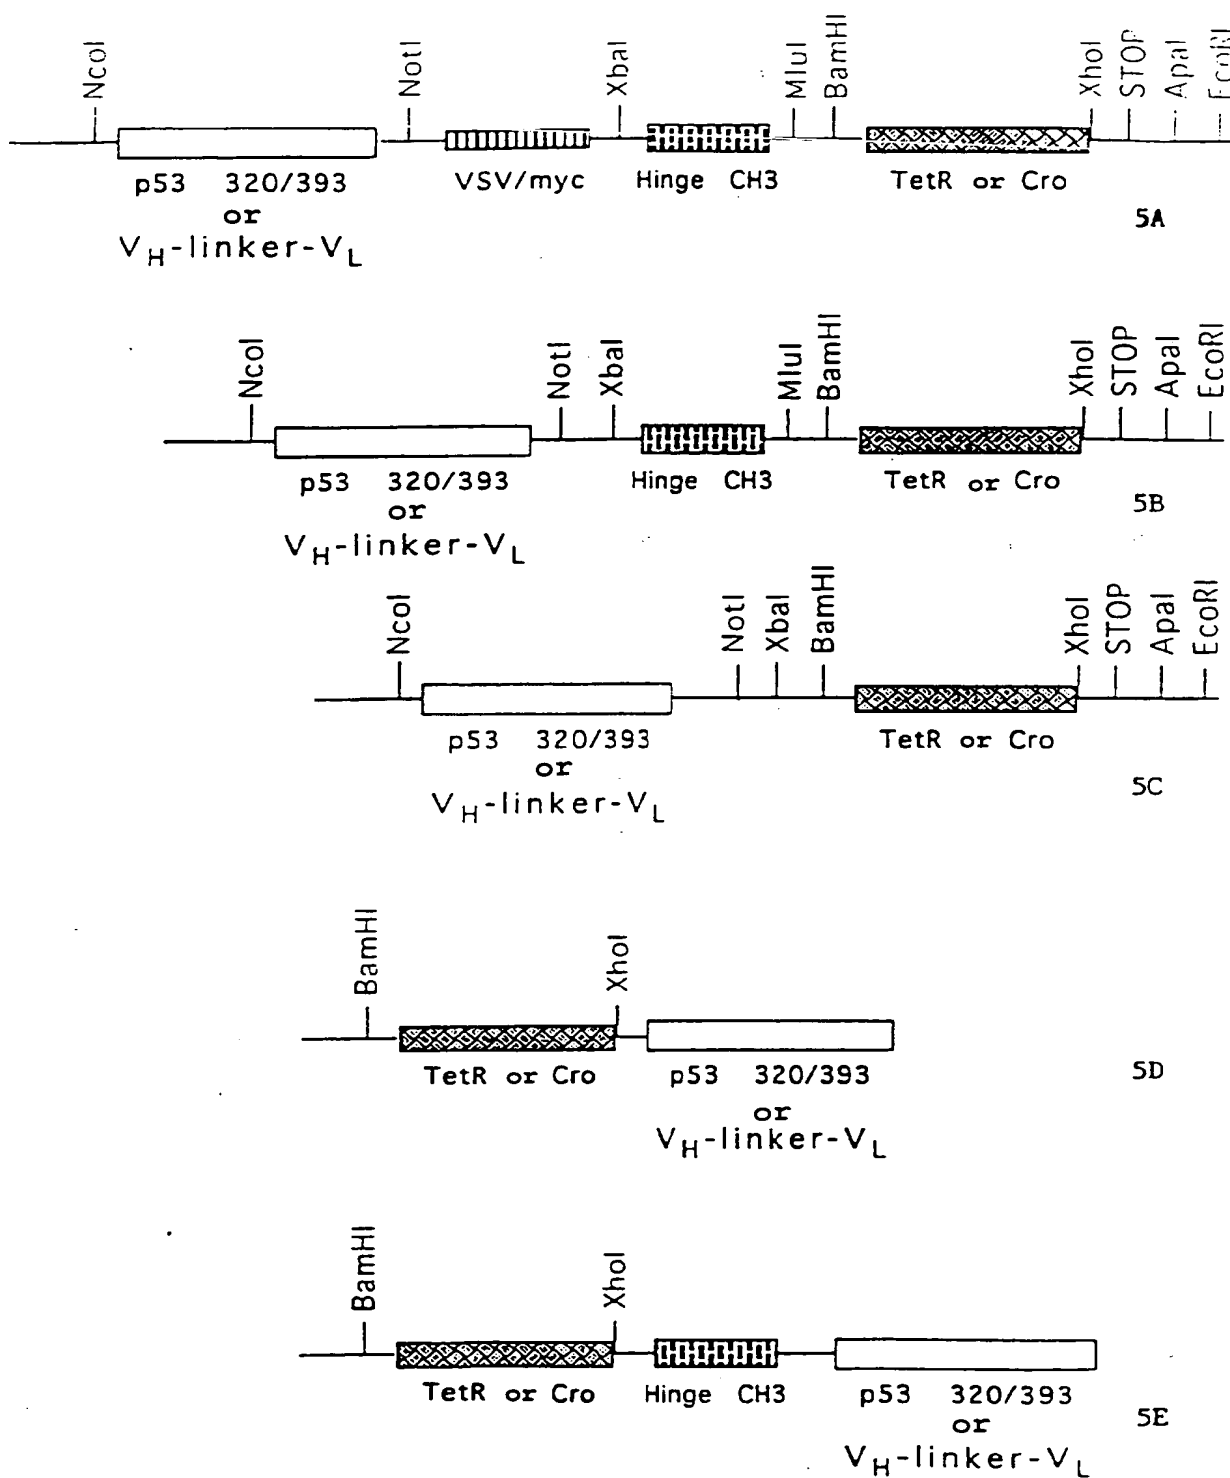 NcoI NotI XbaI MluI BamHI XhoI STOP ApaI EcoRI
p53 320/393 VSV/myc Hinge CH3 TetR or Cro
or
VH-linker-VL
5A
NcoI NotI XbaI MluI BamHI XhoI STOP ApaI EcoRI
p53 320/393 Hinge CH3 TetR or Cro
or
VH-linker-VL
5B
NcoI NotI XbaI BamHI XhoI STOP ApaI EcoRI
p53 320/393 TetR or Cro
or
VH-linker-VL
5C
BamHI XhoI
TetR or Cro p53 320/393
or
VH-linker-VL
5D
BamHI XhoI
TetR or Cro Hinge CH3 p53 320/393
or
VH-linker-VL
5E